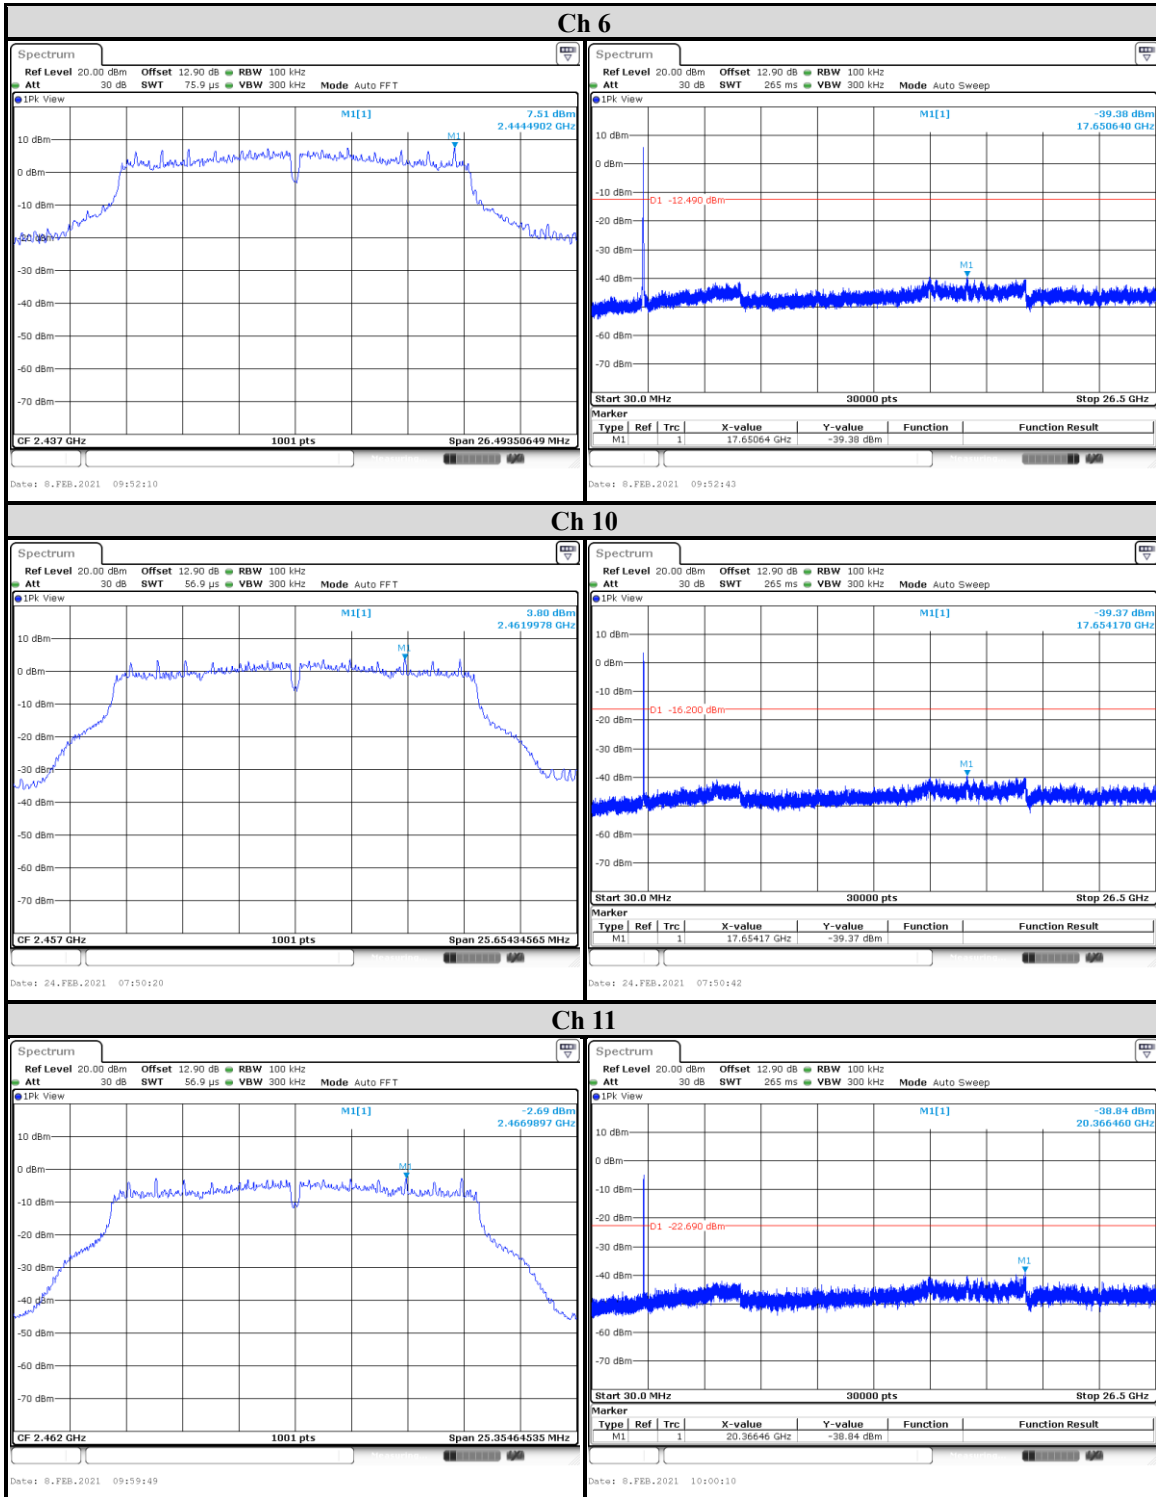 Ch 6
Spectrum
Ref Level 20.00 dBm Offset 12.90 dB RBW 100 kHz
Att 30 dB SWT 75.9 µs VBW 300 kHz Mode Auto FFT
1Pk View
M1[1] 7.51 dBm
2.4444902 GHz
M1
10 dBm
0 dBm
-10 dBm
-20 dBm
-30 dBm
-40 dBm
-50 dBm
-60 dBm
-70 dBm
CF 2.437 GHz 1001 pts Span 26.49350649 MHz
Date: 8.FEB.2021 09:52:10
Spectrum
Ref Level 20.00 dBm Offset 12.90 dB RBW 100 kHz
Att 30 dB SWT 265 ms VBW 300 kHz Mode Auto Sweep
1Pk View
M1[1] -39.38 dBm
17.650640 GHz
10 dBm
0 dBm
-10 dBm
D1 -12.490 dBm
-20 dBm
-30 dBm
M1
-40 dBm
-60 dBm
-70 dBm
Start 30.0 MHz 30000 pts Stop 26.5 GHz
Marker
Type Ref Trc X-value Y-value Function Function Result
M1 1 17.65064 GHz -39.38 dBm
Date: 8.FEB.2021 09:52:43
Ch 10
Spectrum
Ref Level 20.00 dBm Offset 12.90 dB RBW 100 kHz
Att 30 dB SWT 56.9 µs VBW 300 kHz Mode Auto FFT
1Pk View
M1[1] 3.80 dBm
2.4619978 GHz
10 dBm
M1
0 dBm
-10 dBm
-20 dBm
-30 dBm
-40 dBm
-50 dBm
-60 dBm
-70 dBm
CF 2.457 GHz 1001 pts Span 25.65434565 MHz
Date: 24.FEB.2021 07:50:20
Spectrum
Ref Level 20.00 dBm Offset 12.90 dB RBW 100 kHz
Att 30 dB SWT 265 ms VBW 300 kHz Mode Auto Sweep
1Pk View
M1[1] -39.37 dBm
17.654170 GHz
10 dBm
0 dBm
-10 dBm
D1 -16.200 dBm
-20 dBm
-30 dBm
M1
-40 dBm
-60 dBm
-70 dBm
Start 30.0 MHz 30000 pts Stop 26.5 GHz
Marker
Type Ref Trc X-value Y-value Function Function Result
M1 1 17.65417 GHz -39.37 dBm
Date: 24.FEB.2021 07:50:42
Ch 11
Spectrum
Ref Level 20.00 dBm Offset 12.90 dB RBW 100 kHz
Att 30 dB SWT 56.9 µs VBW 300 kHz Mode Auto FFT
1Pk View
M1[1] -2.69 dBm
2.4669897 GHz
10 dBm
0 dBm
M1
-10 dBm
-20 dBm
-30 dBm
-40 dBm
-50 dBm
-60 dBm
-70 dBm
CF 2.462 GHz 1001 pts Span 25.35464535 MHz
Date: 8.FEB.2021 09:59:49
Spectrum
Ref Level 20.00 dBm Offset 12.90 dB RBW 100 kHz
Att 30 dB SWT 265 ms VBW 300 kHz Mode Auto Sweep
1Pk View
M1[1] -38.84 dBm
20.366460 GHz
10 dBm
0 dBm
-10 dBm
-20 dBm
D1 -22.690 dBm
-30 dBm
M1
-40 dBm
-60 dBm
-70 dBm
Start 30.0 MHz 30000 pts Stop 26.5 GHz
Marker
Type Ref Trc X-value Y-value Function Function Result
M1 1 20.36646 GHz -38.84 dBm
Date: 8.FEB.2021 10:00:10